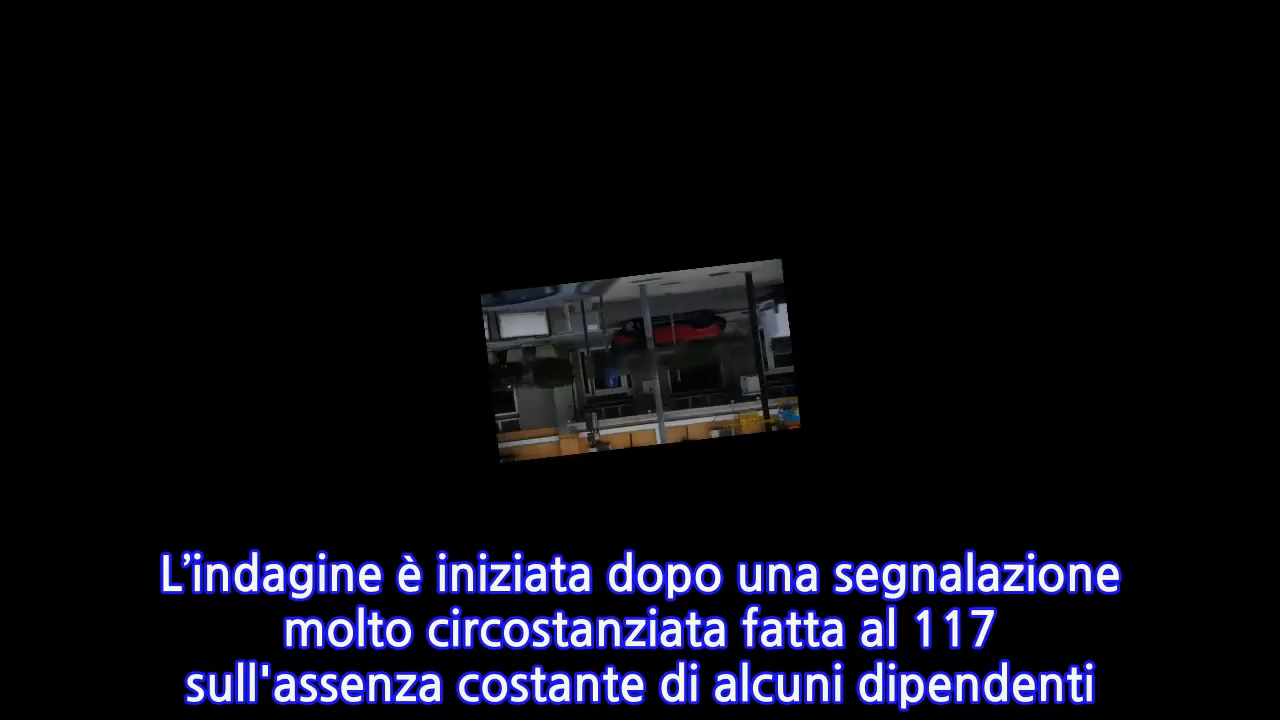 L’indagine è iniziata dopo una segnalazione
molto circostanziata fatta al 117
sull'assenza costante di alcuni dipendenti